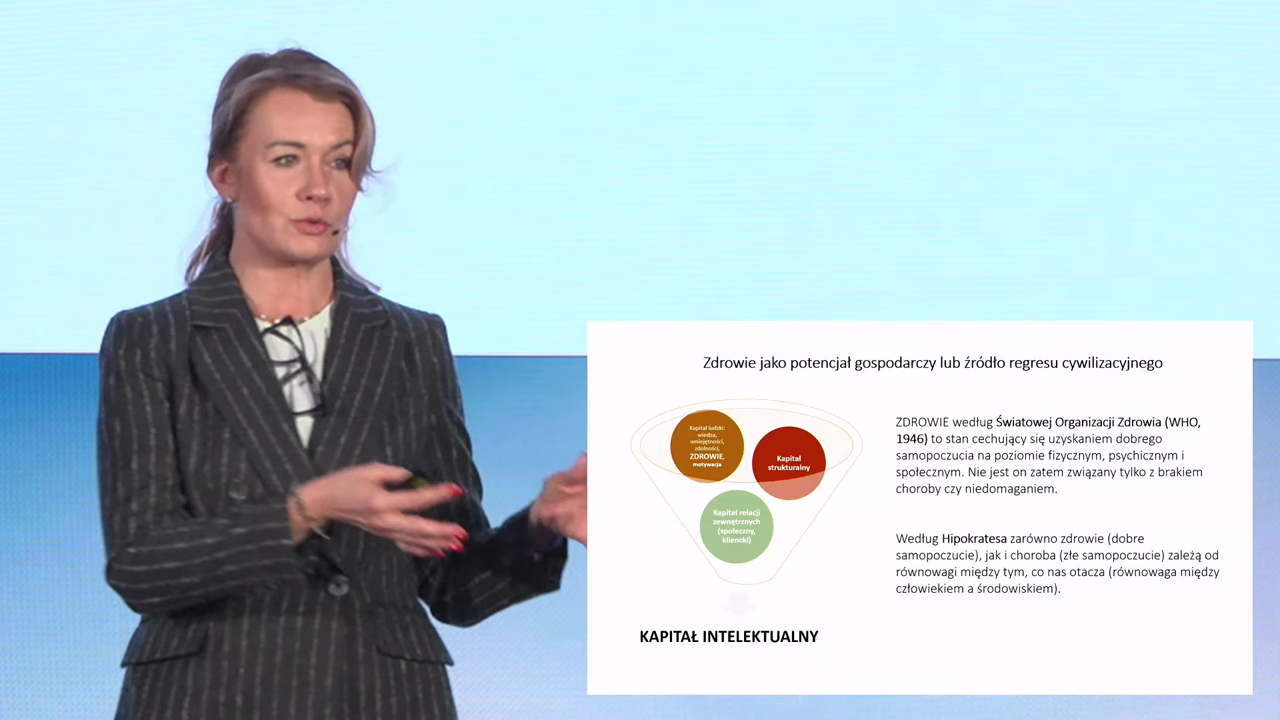 Zdrowie jako potencjał gospodarczy lub źródło regresu cywilizacyjnego
Kapitał ludzki:
wiedza,
umiejętności,
zdolności,
ZDROWIE,
motywacja
Kapitał
strukturalny
Kapitał relacji
zewnętrznych
(społeczny,
kliencki)
KAPITAŁ INTELEKTUALNY
ZDROWIE według Światowej Organizacji Zdrowia (WHO,
1946) to stan cechujący się uzyskaniem dobrego
samopoczucia na poziomie fizycznym, psychicznym i
społecznym. Nie jest on zatem związany tylko z brakiem
choroby czy niedomaganiem.
Według Hipokratesa zarówno zdrowie (dobre
samopoczucie), jak i choroba (złe samopoczucie) zależą od
równowagi między tym, co nas otacza (równowaga między
człowiekiem a środowiskiem).